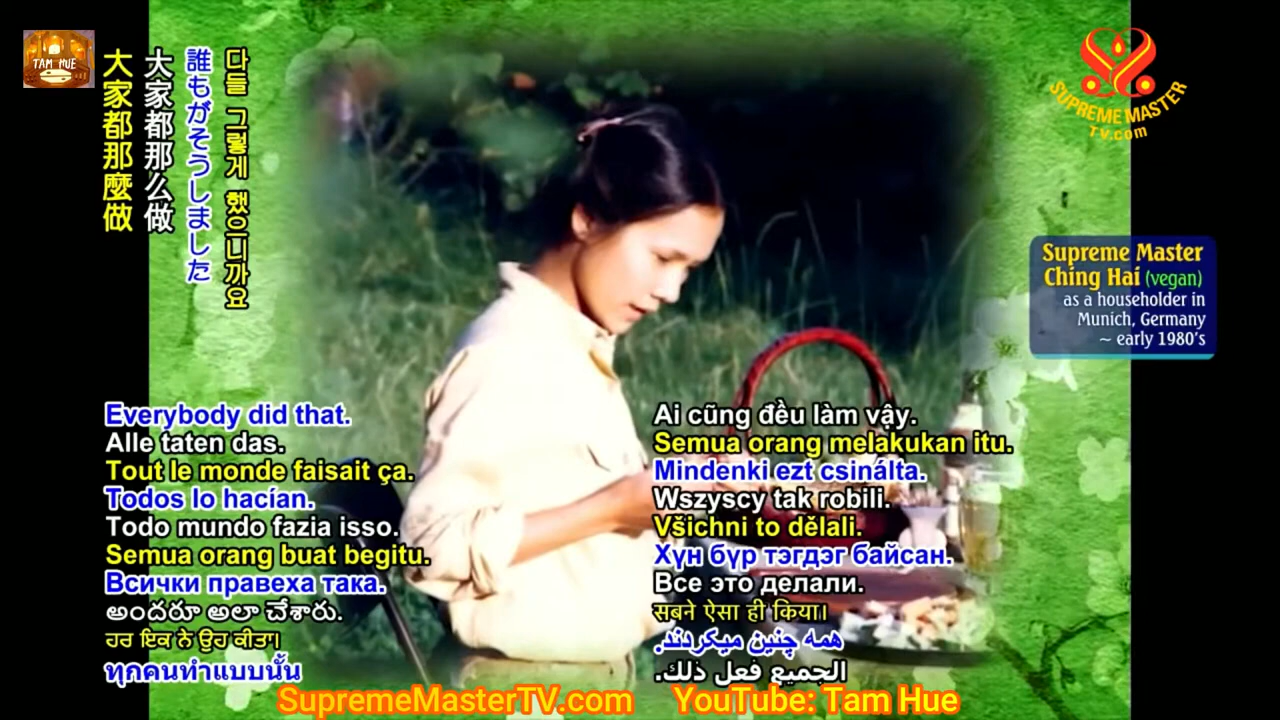 TAM HUE
大家都那麼做
大家都那么做
誰もがそうしました
다들 그렇게 했으니까요
SUPREME MASTER
TV.com
Supreme Master
Ching Hai (vegan)
as a householder in
Munich, Germany
~ early 1980's
Everybody did that.
Alle taten das.
Tout le monde faisait ça.
Todos lo hacían.
Todo mundo fazia isso.
Semua orang buat begitu.
Всички правеха така.
అందరూ అలా చేశారు.
ਹਰ ਇਕ ਨੇ ਉਹ ਕੀਤਾ।
ทุกคนทำแบบนั้น
Ai cũng đều làm vậy.
Semua orang melakukan itu.
Mindenki ezt csinálta.
Wszyscy tak robili.
Všichni to dělali.
Хүн бүр тэгдэг байсан.
Все это делали.
सबने ऐसा ही किया।
همه چنین میکردند.
الجميع فعل ذلك.
SupremeMasterTV.com YouTube: Tam Hue